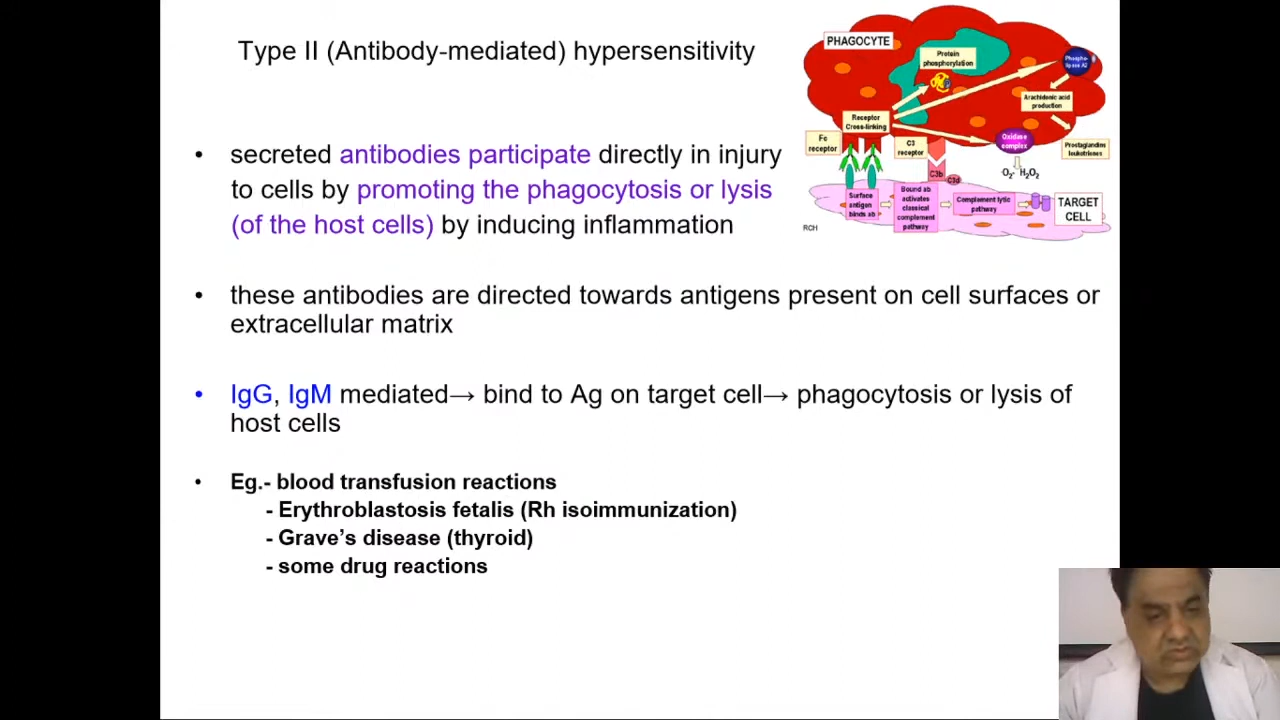 Type II (Antibody-mediated) hypersensitivity
• secreted antibodies participate directly in injury
to cells by promoting the phagocytosis or lysis
(of the host cells) by inducing inflammation
• these antibodies are directed towards antigens present on cell surfaces or
extracellular matrix
• IgG, IgM mediated→ bind to Ag on target cell→ phagocytosis or lysis of
host cells
• Eg.- blood transfusion reactions
- Erythroblastosis fetalis (Rh isoimmunization)
- Grave’s disease (thyroid)
- some drug reactions
PHAGOCYTE
Protein
phosphorylation
Phospho-
lipase A2
Arachidonic acid
production
Receptor
Cross-linking
Fc
receptor
C3
receptor
Oxidase
complex
Prostaglandins
leukotrienes
C3b
C3d
·O₂⁻ H₂O₂
Surface
antigen
binds ab
Bound ab
activates
classical
complement
pathway
Complement lytic
pathway
TARGET
CELL
RCH